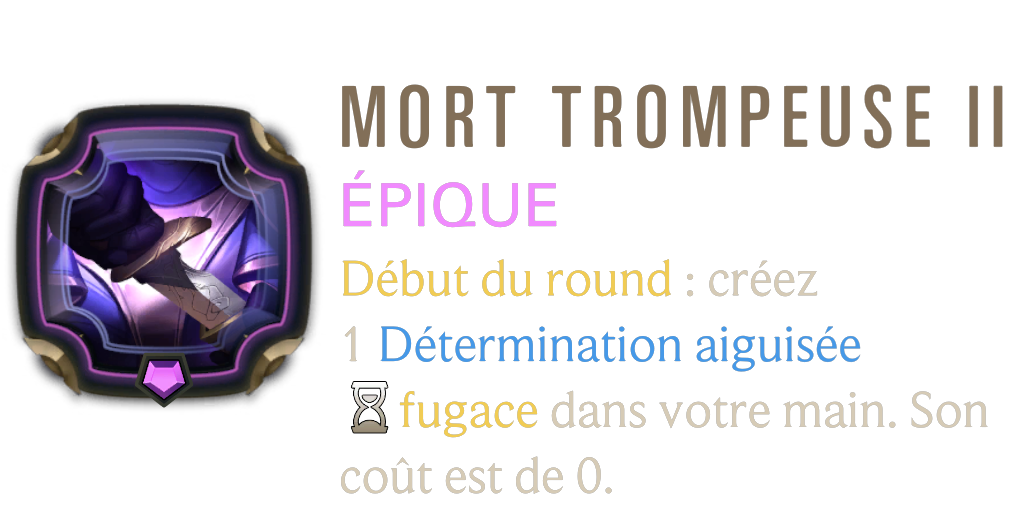 MORT TROMPEUSE II
ÉPIQUE
Début du round : créez
1 Détermination aiguisée
fugace dans votre main. Son
coût est de 0.